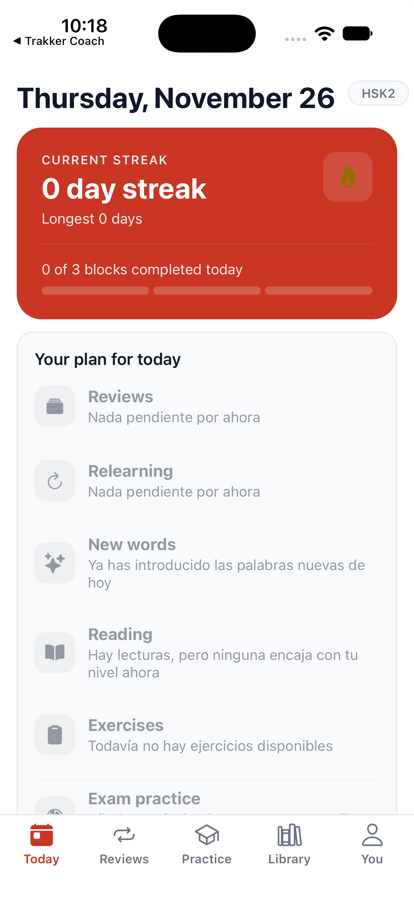 10:18
◀ Trakker Coach
Thursday, November 26
HSK2
CURRENT STREAK
0 day streak
Longest 0 days
0 of 3 blocks completed today
Your plan for today
Reviews
Nada pendiente por ahora
Relearning
Nada pendiente por ahora
New words
Ya has introducido las palabras nuevas de
hoy
Reading
Hay lecturas, pero ninguna encaja con tu
nivel ahora
Exercises
Todavía no hay ejercicios disponibles
Exam practice
Today
Reviews
Practice
Library
You